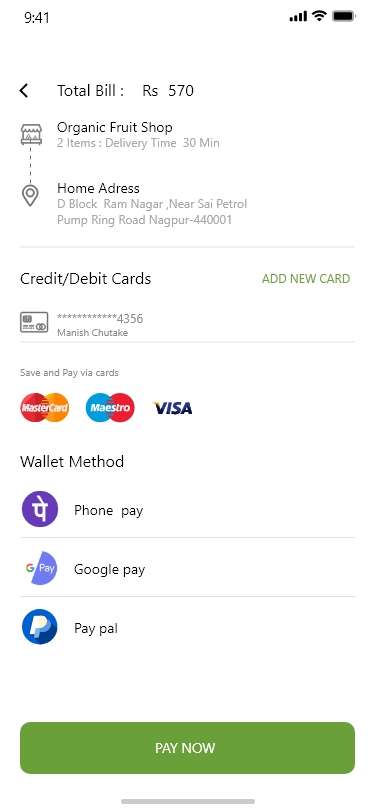 9:41
Total Bill : Rs 570
Organic Fruit Shop
2 Items : Delivery Time 30 Min
Home Adress
D Block Ram Nagar ,Near Sai Petrol
Pump Ring Road Nagpur-440001
Credit/Debit Cards ADD NEW CARD
************4356
Manish Chutake
Save and Pay via cards
MasterCard Maestro VISA
Wallet Method
पे Phone pay
G Pay Google pay
P Pay pal
PAY NOW